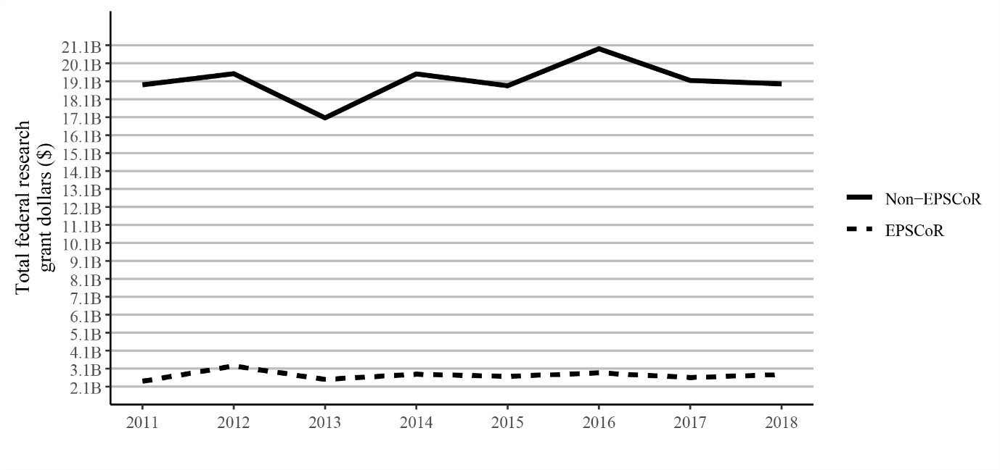 Total federal research
grant dollars ($)
21.1B
20.1B
19.1B
18.1B
17.1B
16.1B
15.1B
14.1B
13.1B
12.1B
11.1B
10.1B
9.1B
8.1B
7.1B
6.1B
5.1B
4.1B
3.1B
2.1B
2011 2012 2013 2014 2015 2016 2017 2018
Non−EPSCoR
EPSCoR